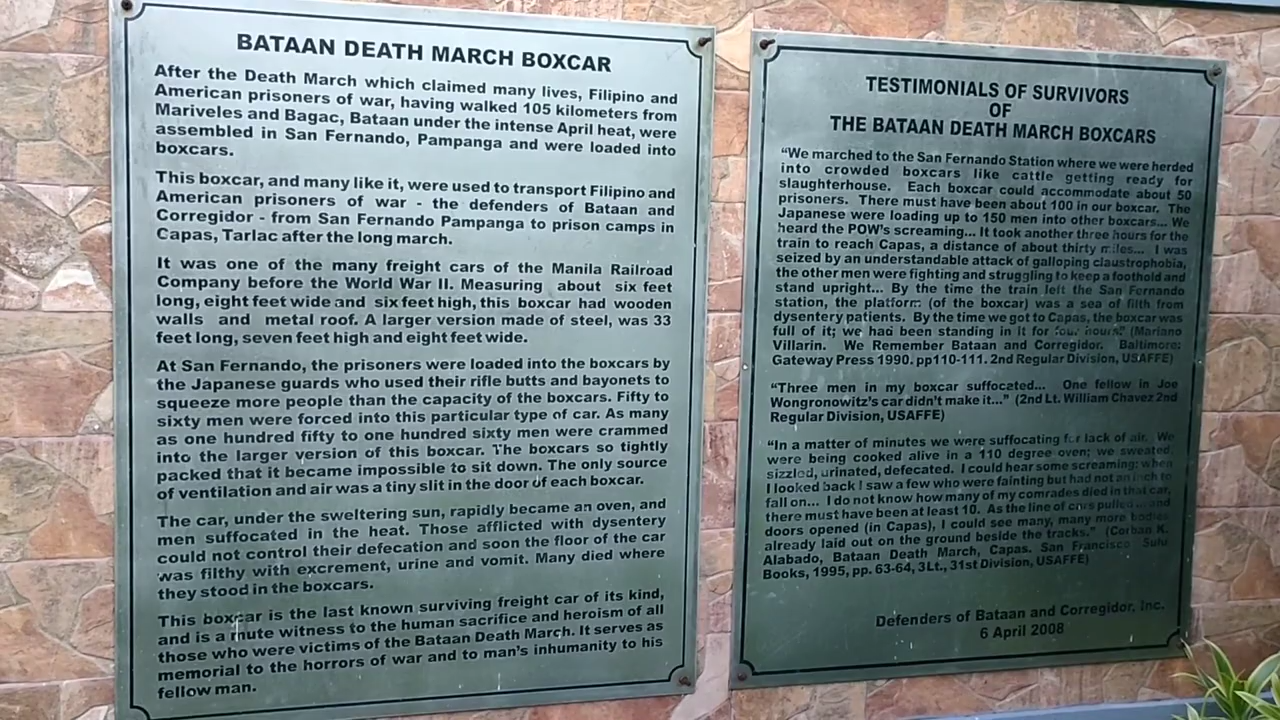 BATAAN DEATH MARCH BOXCAR
After the Death March which claimed many lives, Filipino and
American prisoners of war, having walked 105 kilometers from
Mariveles and Bagac, Bataan under the intense April heat, were
assembled in San Fernando, Pampanga and were loaded into
boxcars.
This boxcar, and many like it, were used to transport Filipino and
American prisoners of war - the defenders of Bataan and
Corregidor - from San Fernando Pampanga to prison camps in
Capas, Tarlac after the long march.
It was one of the many freight cars of the Manila Railroad
Company before the World War II. Measuring about six feet
long, eight feet wide and six feet high, this boxcar had wooden
walls and metal roof. A larger version made of steel, was 33
feet long, seven feet high and eight feet wide.
At San Fernando, the prisoners were loaded into the boxcars by
the Japanese guards who used their rifle butts and bayonets to
squeeze more people than the capacity of the boxcars. Fifty to
sixty men were forced into this particular type of car. As many
as one hundred fifty to one hundred sixty men were crammed
into the larger version of this boxcar. The boxcars so tightly
packed that it became impossible to sit down. The only source
of ventilation and air was a tiny slit in the door of each boxcar.
The car, under the sweltering sun, rapidly became an oven, and
men suffocated in the heat. Those afflicted with dysentery
could not control their defecation and soon the floor of the car
was filthy with excrement, urine and vomit. Many died where
they stood in the boxcars.
This boxcar is the last known surviving freight car of its kind,
and is a mute witness to the human sacrifice and heroism of all
those who were victims of the Bataan Death March. It serves as
memorial to the horrors of war and to man's inhumanity to his
fellow man.
TESTIMONIALS OF SURVIVORS
OF
THE BATAAN DEATH MARCH BOXCARS
“We marched to the San Fernando Station where we were herded
into crowded boxcars like cattle getting ready for
slaughterhouse. Each boxcar could accommodate about 50
prisoners. There must have been about 100 in our boxcar. The
Japanese were loading up to 150 men into other boxcars... We
heard the POW's screaming... It took another three hours for the
train to reach Capas, a distance of about thirty miles... I was
seized by an understandable attack of galloping claustrophobia,
the other men were fighting and struggling to keep a foothold and
stand upright... By the time the train left the San Fernando
station, the platform (of the boxcar) was a sea of filth from
dysentery patients. By the time we got to Capas, the boxcar was
full of it; we had been standing in it for four hours” (Mariano
Villarin. We Remember Bataan and Corregidor. Baltimore:
Gateway Press 1990. pp110-111. 2nd Regular Division, USAFFE)
“Three men in my boxcar suffocated... One fellow in Joe
Wongronowitz's car didn't make it...” (2nd Lt. William Chavez 2nd
Regular Division, USAFFE)
“In a matter of minutes we were suffocating for lack of air. We
were being cooked alive in a 110 degree oven; we sweated,
sizzled, urinated, defecated. I could hear some screaming; when
I looked back I saw a few who were fainting but had not an inch to
fall on... I do not know how many of my comrades died in that car,
there must have been at least 10. As the line of cars pulled and
doors opened (in Capas), I could see many, many more bodies
already laid out on the ground beside the tracks.” (Corban K.
Alabado, Bataan Death March, Capas. San Francisco Sulu
Books, 1995, pp. 63-64, 3Lt., 31st Division, USAFFE)
Defenders of Bataan and Corregidor, Inc.
6 April 2008